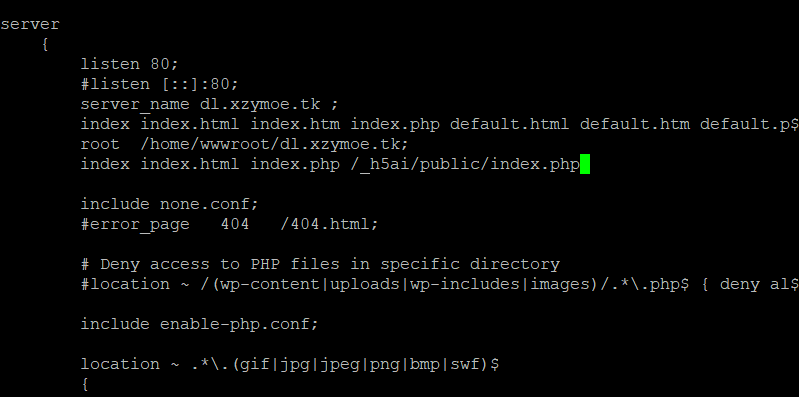 server
{
listen 80;
#listen [::]:80;
server_name dl.xzymoe.tk ;
index index.html index.htm index.php default.html default.htm default.p$
root  /home/wwwroot/dl.xzymoe.tk;
index index.html index.php /_h5ai/public/index.php
include none.conf;
#error_page   404   /404.html;
# Deny access to PHP files in specific directory
#location ~ /(wp-content|uploads|wp-includes|images)/.*\.php$ { deny al$
include enable-php.conf;
location ~ .*\.(gif|jpg|jpeg|png|bmp|swf)$
{